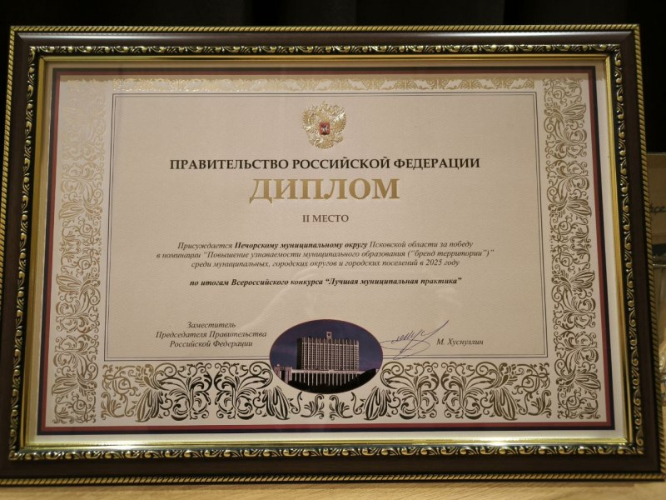 ПРАВИТЕЛЬСТВО РОССИЙСКОЙ ФЕДЕРАЦИИ
ДИПЛОМ
II МЕСТО
Присуждается Печорскому муниципальному округу Псковской области за победу
в номинации "Повышение узнаваемости муниципального образования ("бренд территории")"
среди муниципальных, городских округов и городских поселений в 2025 году
по итогам Всероссийского конкурса "Лучшая муниципальная практика"
Заместитель
Председателя Правительства
Российской Федерации
М. Хуснуллин